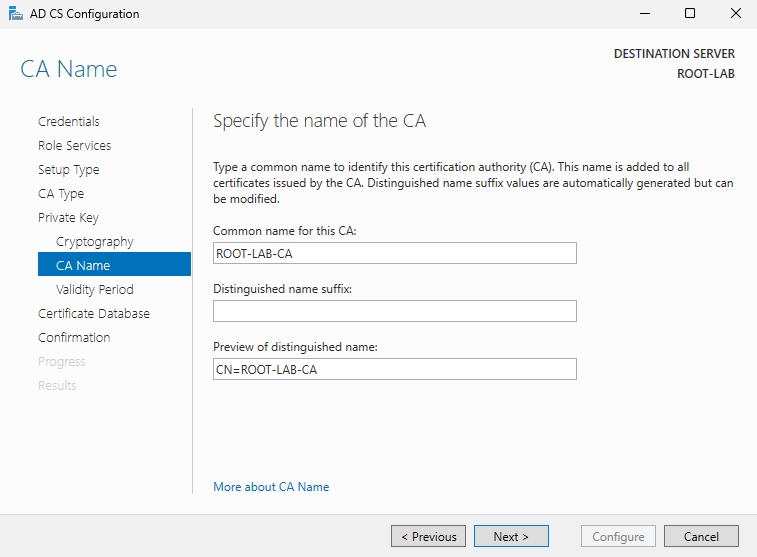 AD CS Configuration
CA Name
DESTINATION SERVER
ROOT-LAB
Credentials
Role Services
Setup Type
CA Type
Private Key
Cryptography
CA Name
Validity Period
Certificate Database
Confirmation
Progress
Results
Specify the name of the CA
Type a common name to identify this certification authority (CA). This name is added to all
certificates issued by the CA. Distinguished name suffix values are automatically generated but can
be modified.
Common name for this CA:
ROOT-LAB-CA
Distinguished name suffix:
Preview of distinguished name:
CN=ROOT-LAB-CA
More about CA Name
< Previous
Next >
Configure
Cancel